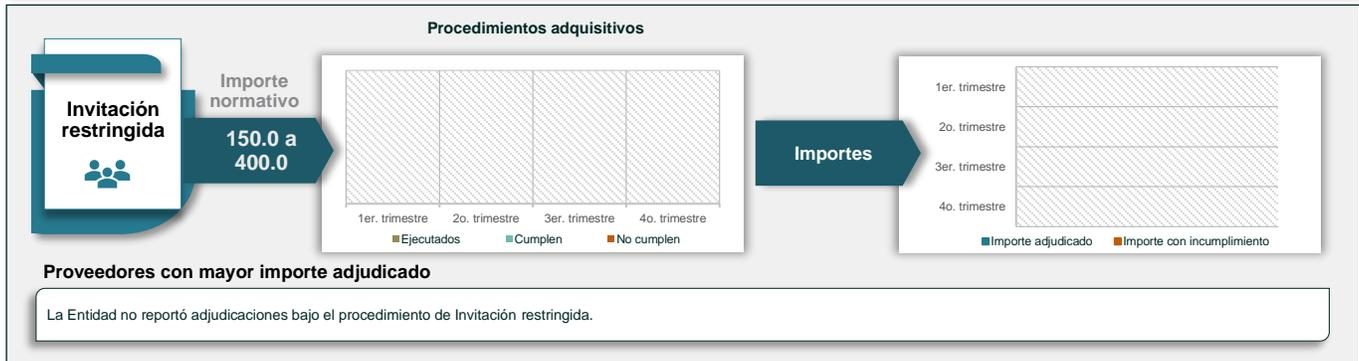 Procedimientos adquisitivos
Invitación
restringida
Importe
normativo
150.0 a
400.0
1er. trimestre
2o. trimestre
3er. trimestre
4o. trimestre
Ejecutados
Cumplen
No cumplen
Importes
1er. trimestre
2o. trimestre
3er. trimestre
4o. trimestre
Importe adjudicado
Importe con incumplimiento
Proveedores con mayor importe adjudicado
La Entidad no reportó adjudicaciones bajo el procedimiento de Invitación restringida.